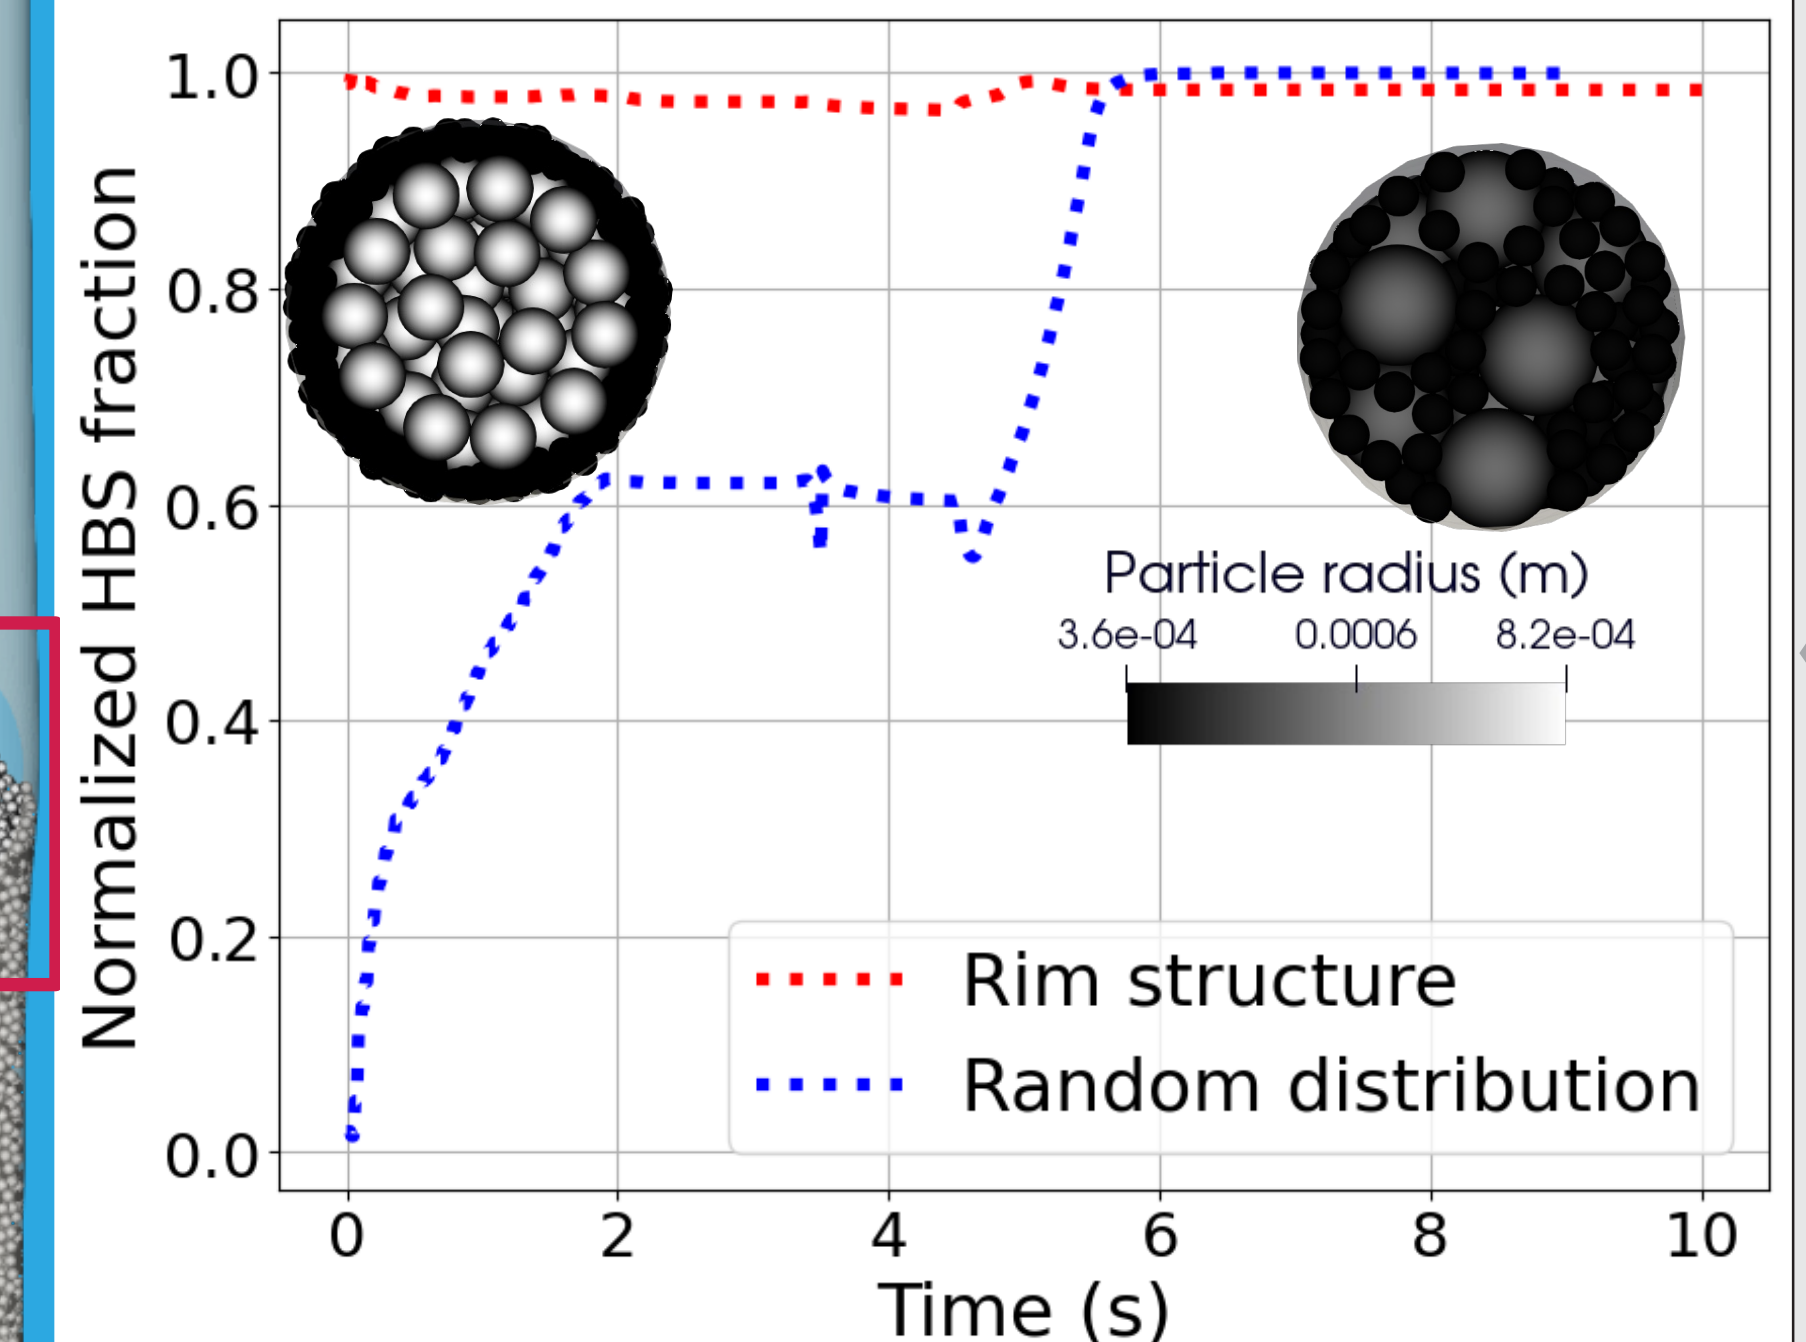 Normalized HBS fraction
1.0
0.8
0.6
0.4
0.2
0.0
Particle radius (m)
3.6e-04 0.0006 8.2e-04
Rim structure
Random distribution
0 2 4 6 8 10
Time (s)